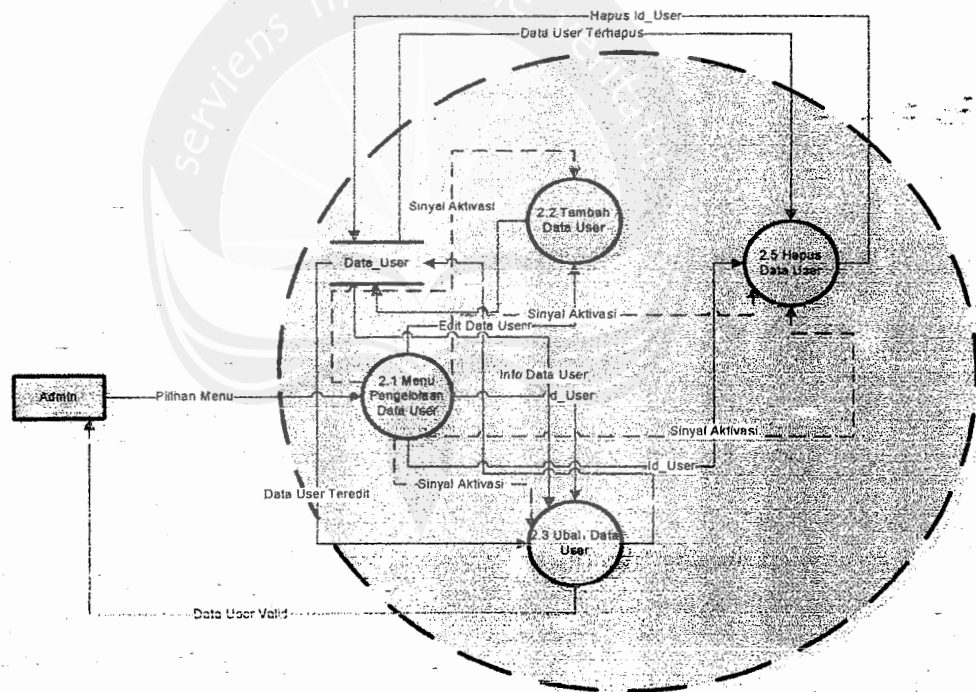 Hapus Id_User
Data User Terhapus
serviens in
Sinyal Aktivasi
2.2 Tambah
Data User
Data_User
2.5 Hapus
Data User
Sinyal Aktivasi
Edit Data User
2.1 Menu
Pengelolaan
Data User
Info Data User
Id_User
Admin
Pilihan Menu
Sinyal Aktivasi
Id_User
Sinyal Aktivasi
Data User Teredit
2.3 Ubah Data
User
Data User Valid